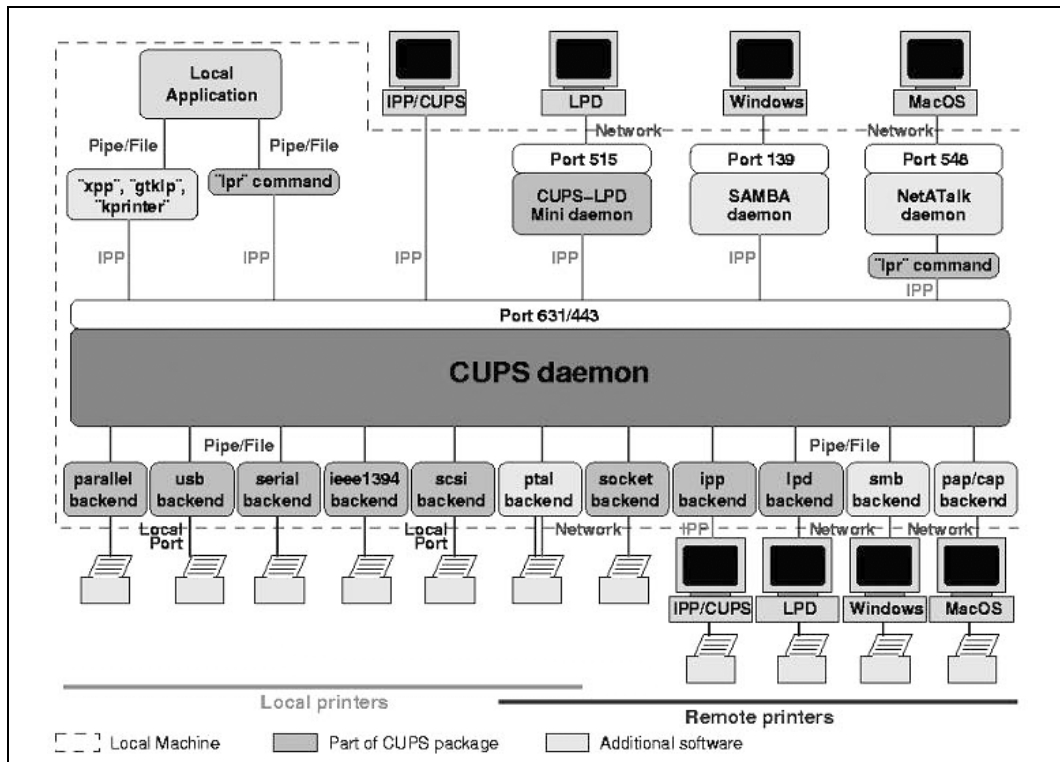 Local
Application
IPP/CUPS
LPD
Windows
MacOS
Network
Network
Pipe/File
Pipe/File
Port 515
Port 139
Port 548
"xpp", "gtklp",
"kprinter"
"lpr" command
CUPS-LPD
Mini daemon
SAMBA
daemon
NetATalk
daemon
"lpr" command
IPP
IPP
IPP
IPP
IPP
IPP
Port 631/443
CUPS daemon
Pipe/File
Pipe/File
parallel
backend
usb
backend
serial
backend
ieee1394
backend
scsi
backend
ptal
backend
socket
backend
ipp
backend
lpd
backend
smb
backend
pap/cap
backend
Local
Port
Local
Port
Network
IPP
Network
Network
IPP/CUPS
LPD
Windows
MacOS
Local printers
Remote printers
Local Machine
Part of CUPS package
Additional software